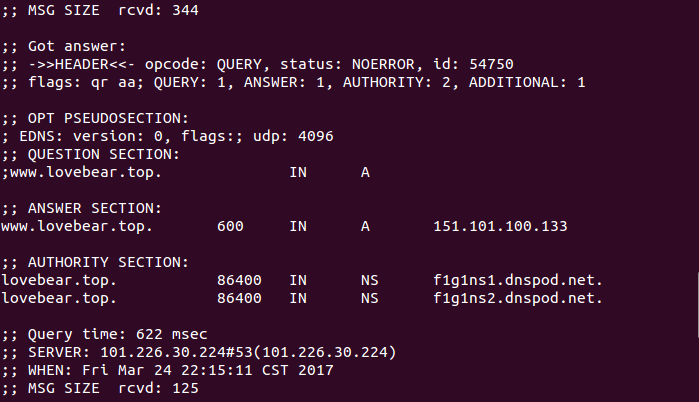 ;; MSG SIZE  rcvd: 344
;; Got answer:
;; ->>HEADER<<- opcode: QUERY, status: NOERROR, id: 54750
;; flags: qr aa; QUERY: 1, ANSWER: 1, AUTHORITY: 2, ADDITIONAL: 1
;; OPT PSEUDOSECTION:
; EDNS: version: 0, flags:; udp: 4096
;; QUESTION SECTION:
;www.lovebear.top.		IN	A
;; ANSWER SECTION:
www.lovebear.top.	600	IN	A	151.101.100.133
;; AUTHORITY SECTION:
lovebear.top.		86400	IN	NS	f1g1ns1.dnspod.net.
lovebear.top.		86400	IN	NS	f1g1ns2.dnspod.net.
;; Query time: 622 msec
;; SERVER: 101.226.30.224#53(101.226.30.224)
;; WHEN: Fri Mar 24 22:15:11 CST 2017
;; MSG SIZE  rcvd: 125